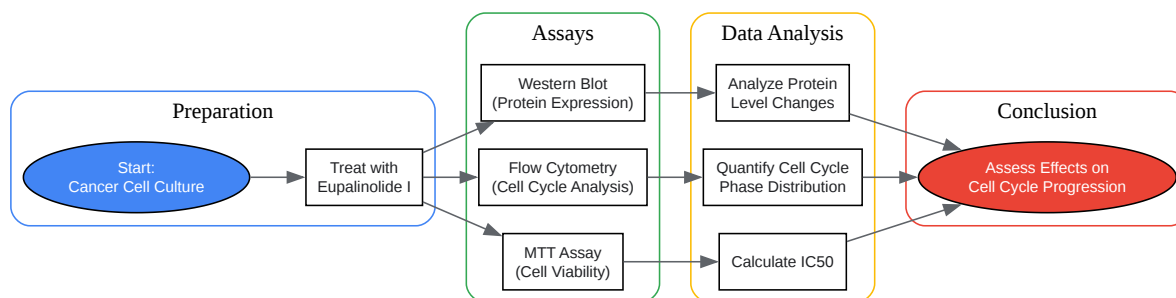 Preparation
Start:
Cancer Cell Culture
Treat with
Eupalinolide I
Assays
Western Blot
(Protein Expression)
Flow Cytometry
(Cell Cycle Analysis)
MTT Assay
(Cell Viability)
Data Analysis
Analyze Protein
Level Changes
Quantify Cell Cycle
Phase Distribution
Calculate IC50
Conclusion
Assess Effects on
Cell Cycle Progression